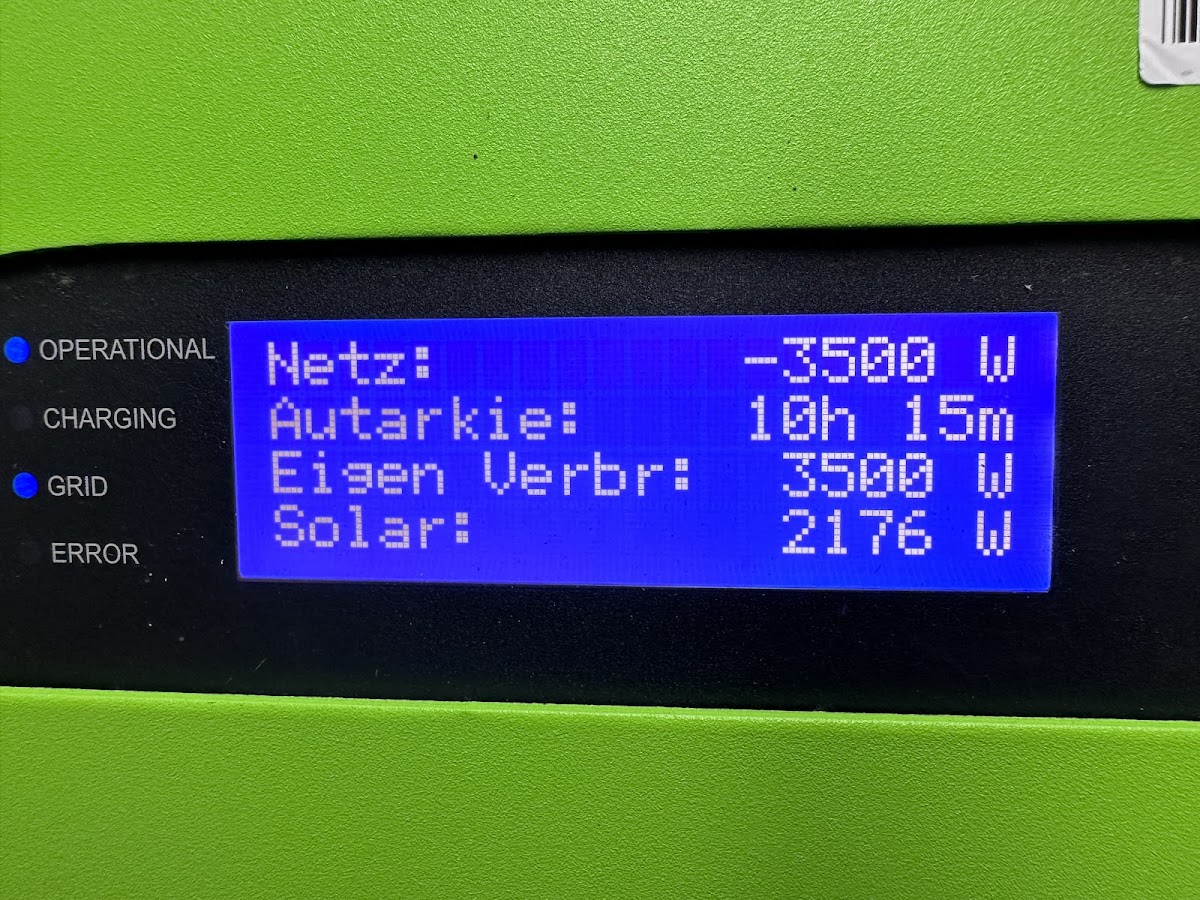 OPERATIONAL
CHARGING
GRID
ERROR
Netz: -3500 W
Autarkie: 10h 15m
Eigen Verbr: 3500 W
Solar: 2176 W